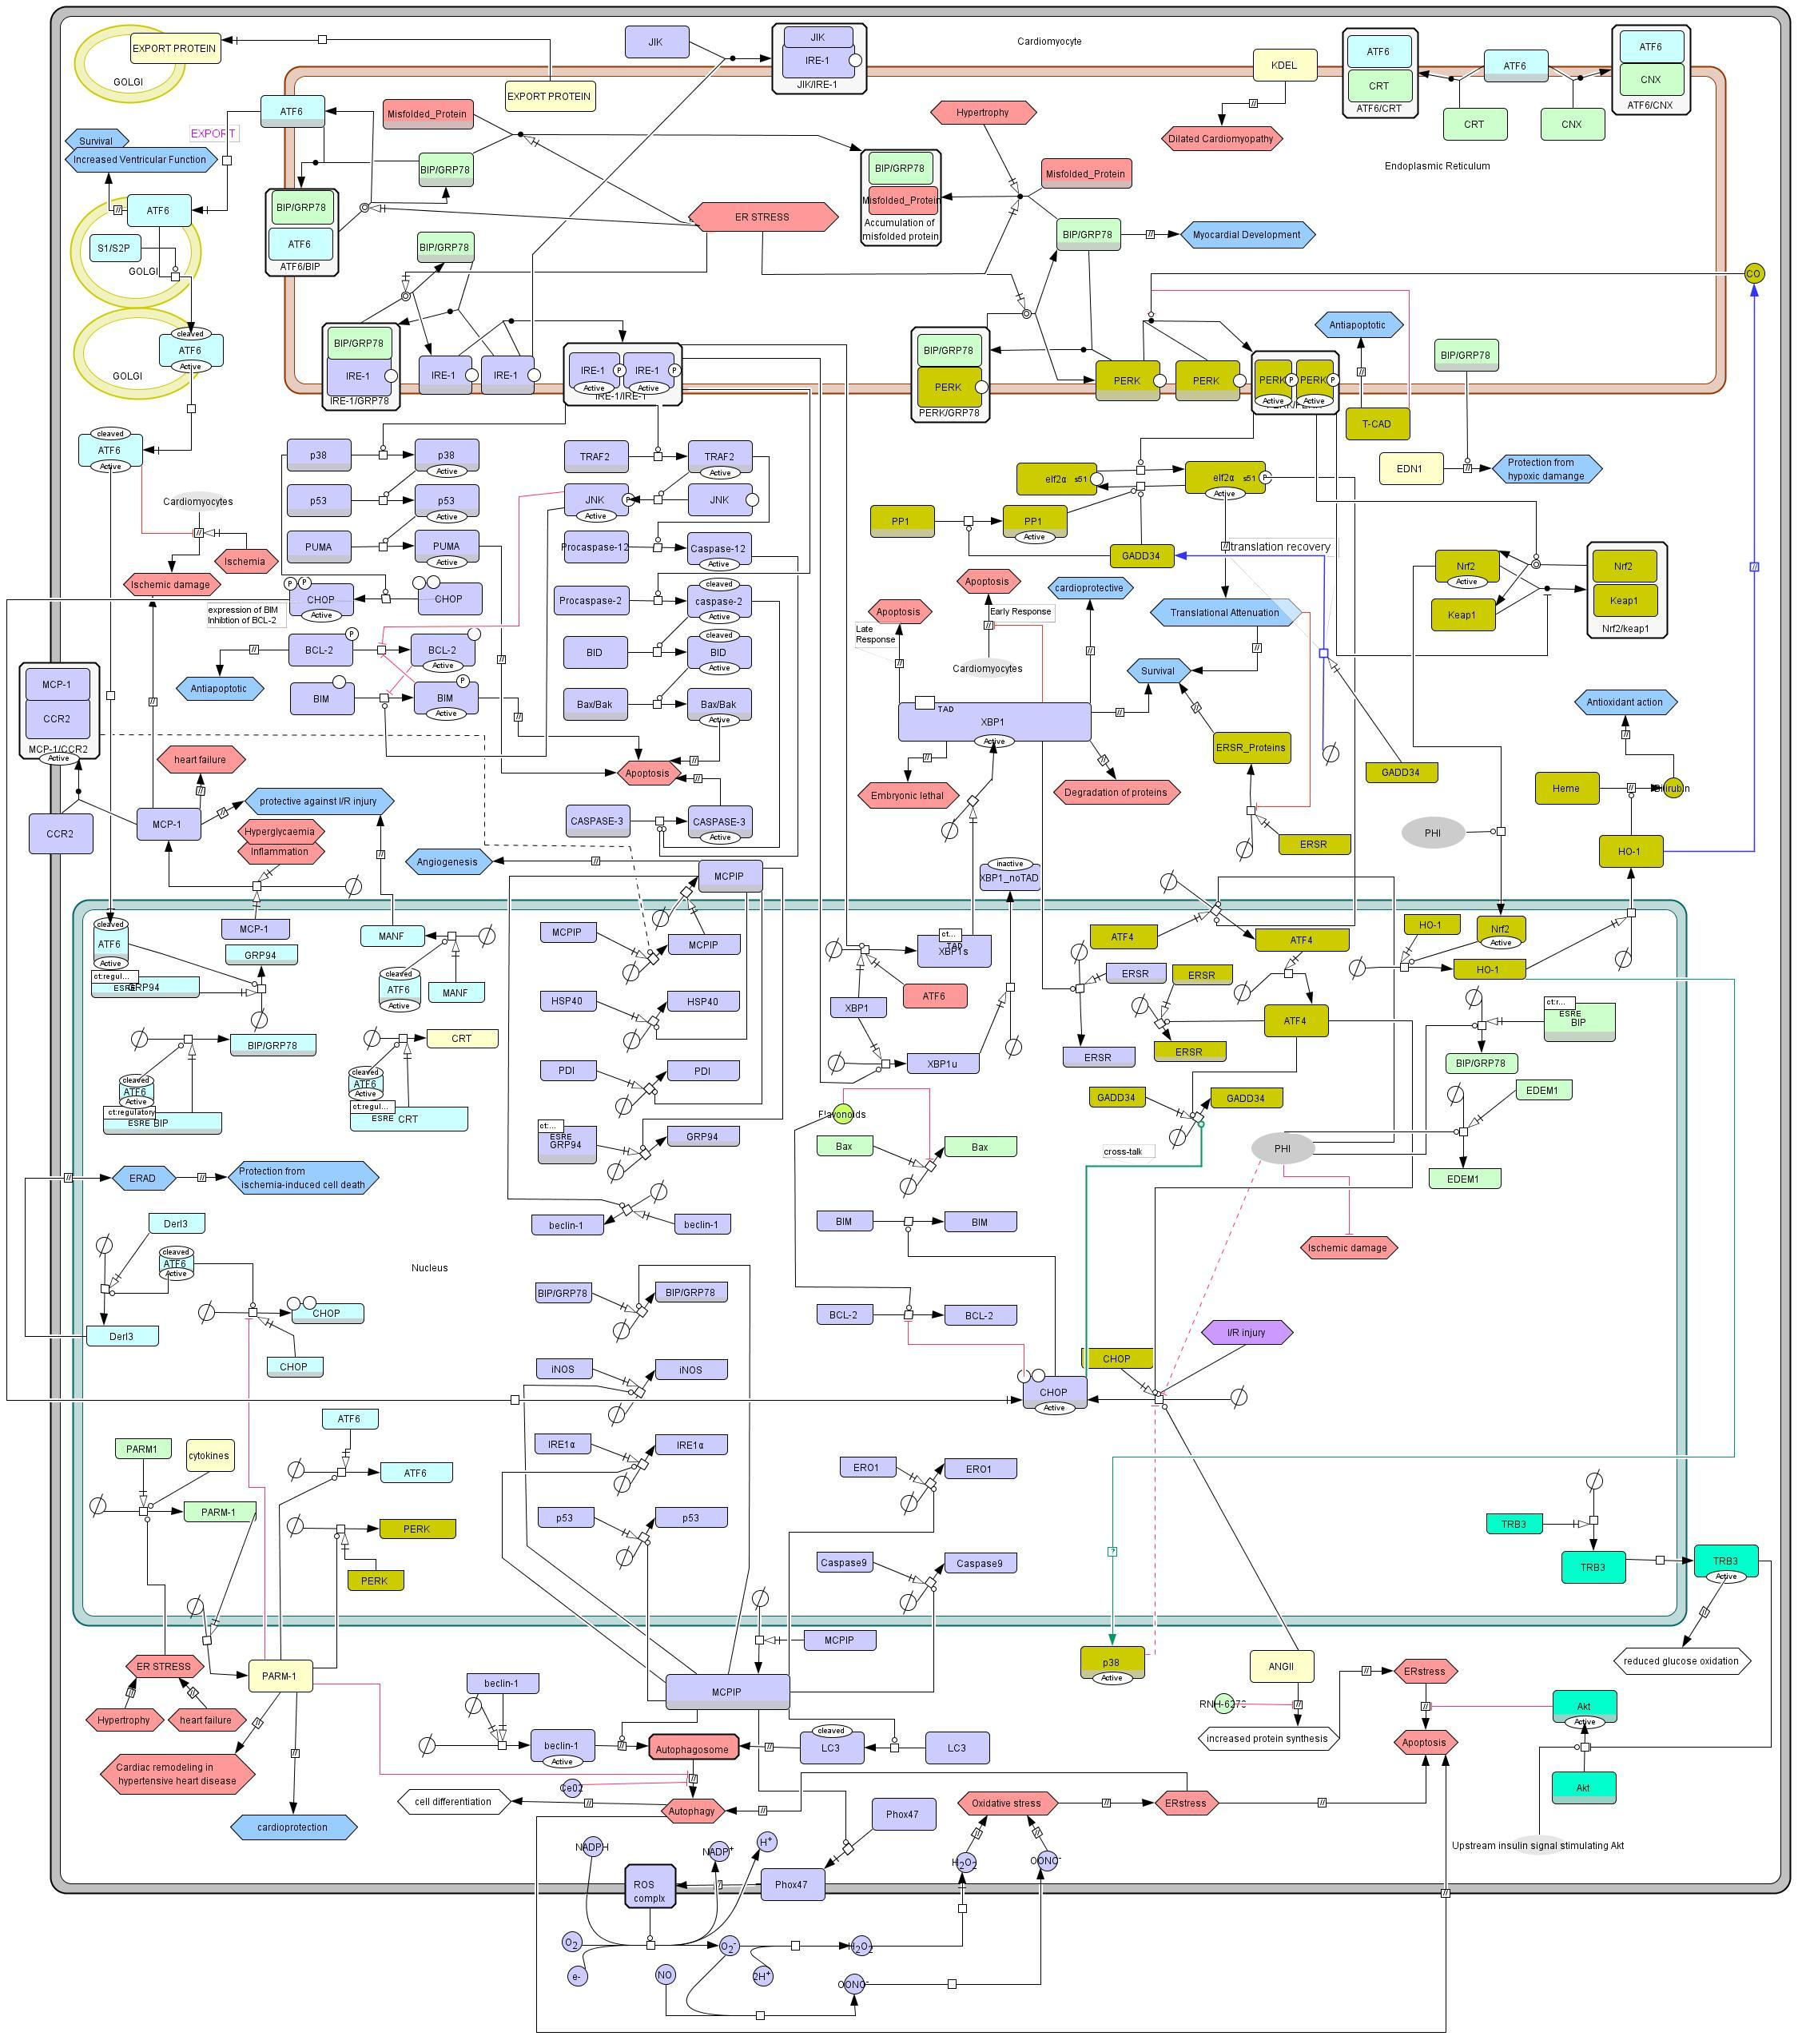 EXPORT PROTEIN
GOLGI
EXPORT PROTEIN
JIK
JIK
IRE-1
JIK/IRE-1
Cardiomyocyte
KDEL
Dilated Cardiomyopathy
ATF6
CRT
ATF6/CRT
ATF6
CRT
CNX
ATF6
CNX
ATF6/CNX
Endoplasmic Reticulum
ATF6
EXPORT
Misfolded_Protein
BIP/GRP78
Survival
Increased Ventricular Function
ATF6
S1/S2P
GOLGI
BIP/GRP78
ATF6
ATF6/BIP
ER STRESS
Hypertrophy
BIP/GRP78
Misfolded_Protein
Accumulation of
misfolded protein
Misfolded_Protein
BIP/GRP78
Myocardial Development
CO
BIP/GRP78
cleaved
ATF6
Active
GOLGI
BIP/GRP78
IRE-1
IRE-1/GRP78
IRE-1
IRE-1
IRE-1
P
IRE-1
P
Active
Active
IRE-1/IRE-1
BIP/GRP78
PERK
PERK/GRP78
PERK
PERK
PERK
P
PERK
P
Active
Active
Antiapoptotic
T-CAD
BIP/GRP78
EDN1
Protection from
hypoxic damange
cleaved
ATF6
Active
Cardiomyocytes
Ischemia
Ischemic damage
p38
p38
Active
p53
p53
Active
PUMA
PUMA
Active
P
P
CHOP
Active
CHOP
expression of BIM
Inhibtion of BCL-2
BCL-2
P
BCL-2
Active
Antiapoptotic
BIM
BIM
P
Active
TRAF2
TRAF2
Active
JNK
P
Active
JNK
Procaspase-12
Caspase-12
Active
Procaspase-2
cleaved
caspase-2
Active
BID
cleaved
BID
Active
Bax/Bak
Bax/Bak
Active
Apoptosis
CASPASE-3
CASPASE-3
Active
elf2α s51
elf2α s51
P
Active
PP1
PP1
Active
GADD34
translation recovery
Translational Attenuation
Apoptosis
Early Response
Apoptosis
Late
Response
Cardiomyocytes
cardioprotective
Survival
TAD
XBP1
Active
Embryonic lethal
Degradation of proteins
ERSR_Proteins
ERSR
GADD34
Nrf2
Active
Keap1
Nrf2
Keap1
Nrf2/keap1
Antioxidant action
Heme
Bilirubin
PHI
HO-1
MCP-1
CCR2
MCP-1/CCR2
Active
CCR2
MCP-1
heart failure
protective against I/R injury
Hyperglycaemia
Inflammation
Angiogenesis
MCPIP
inactive
XBP1_noTAD
cleaved
ATF6
Active
ct:regul...
ESRE
GRP94
MCP-1
GRP94
MANF
cleaved
ATF6
Active
MANF
MCPIP
MCPIP
HSP40
HSP40
PDI
PDI
ct:...
ESRE
GRP94
GRP94
beclin-1
beclin-1
ct...
TAD
XBP1s
ATF6
XBP1
XBP1u
ERSR
ERSR
ERSR
ERSR
ATF4
ATF4
ATF4
GADD34
GADD34
cross-talk
HO-1
Nrf2
Active
HO-1
ct:r...
ESRE
BIP
BIP/GRP78
EDEM1
EDEM1
PHI
Ischemic damage
BIP/GRP78
cleaved
ATF6
Active
ct:regulatory
ESRE BIP
CRT
cleaved
ATF6
Active
ct:regul...
ESRE CRT
Flavonoids
Bax
Bax
BIM
BIM
BCL-2
BCL-2
ERAD
Protection from
ischemia-induced cell death
Derl3
cleaved
ATF6
Active
CHOP
CHOP
Derl3
Nucleus
BIP/GRP78
BIP/GRP78
iNOS
iNOS
IRE1α
IRE1α
p53
p53
CHOP
I/R injury
CHOP
Active
ERO1
ERO1
Caspase9
Caspase9
PARM1
cytokines
PARM-1
ATF6
ATF6
PERK
PERK
TRB3
TRB3
TRB3
Active
reduced glucose oxidation
?
p38
Active
ER STRESS
Hypertrophy
heart failure
PARM-1
Cardiac remodeling in
hypertensive heart disease
cardioprotection
MCPIP
MCPIP
beclin-1
beclin-1
Active
Autophagosome
cleaved
LC3
LC3
Ce02
cell differentiation
Autophagy
ANGII
RNH-6270
increased protein synthesis
ERstress
Apoptosis
Akt
Active
Akt
Upstream insulin signal stimulating Akt
Oxidative stress
ERstress
Phox47
Phox47
NADPH
NADP+
H+
ROS
complx
H2O2
OONO-
O2
e-
O2-
2H+
H2O2
NO
OONO-